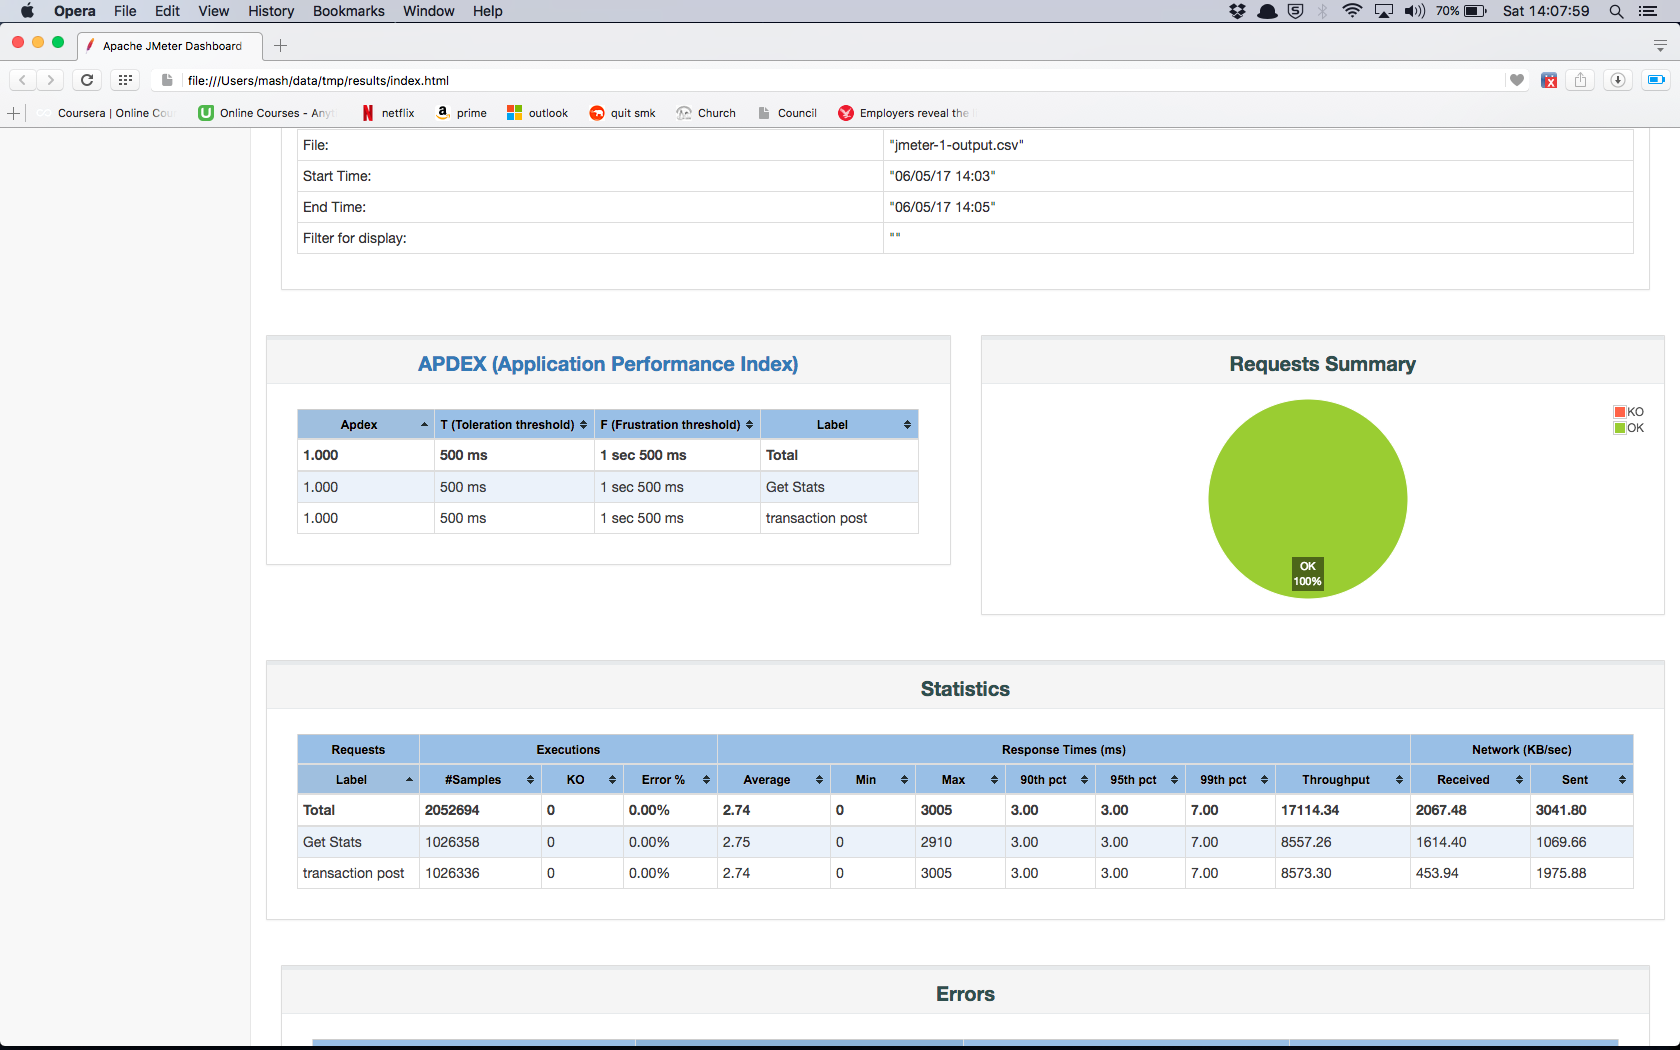 Opera File Edit View History Bookmarks Window Help 70% Sat 14:07:59
Apache JMeter Dashboard
file:///Users/mash/data/tmp/results/index.html
Coursera | Online Cou Online Courses - Anyt netflix prime outlook quit smk Church Council Employers reveal the
File: "jmeter-1-output.csv"
Start Time: "06/05/17 14:03"
End Time: "06/05/17 14:05"
Filter for display: ""
APDEX (Application Performance Index)
Apdex T (Toleration threshold) F (Frustration threshold) Label
1.000 500 ms 1 sec 500 ms Total
1.000 500 ms 1 sec 500 ms Get Stats
1.000 500 ms 1 sec 500 ms transaction post
Requests Summary
KO
OK
OK
100%
Statistics
Requests Executions Response Times (ms) Network (KB/sec)
Label #Samples KO Error % Average Min Max 90th pct 95th pct 99th pct Throughput Received Sent
Total 2052694 0 0.00% 2.74 0 3005 3.00 3.00 7.00 17114.34 2067.48 3041.80
Get Stats 1026358 0 0.00% 2.75 0 2910 3.00 3.00 7.00 8557.26 1614.40 1069.66
transaction post 1026336 0 0.00% 2.74 0 3005 3.00 3.00 7.00 8573.30 453.94 1975.88
Errors